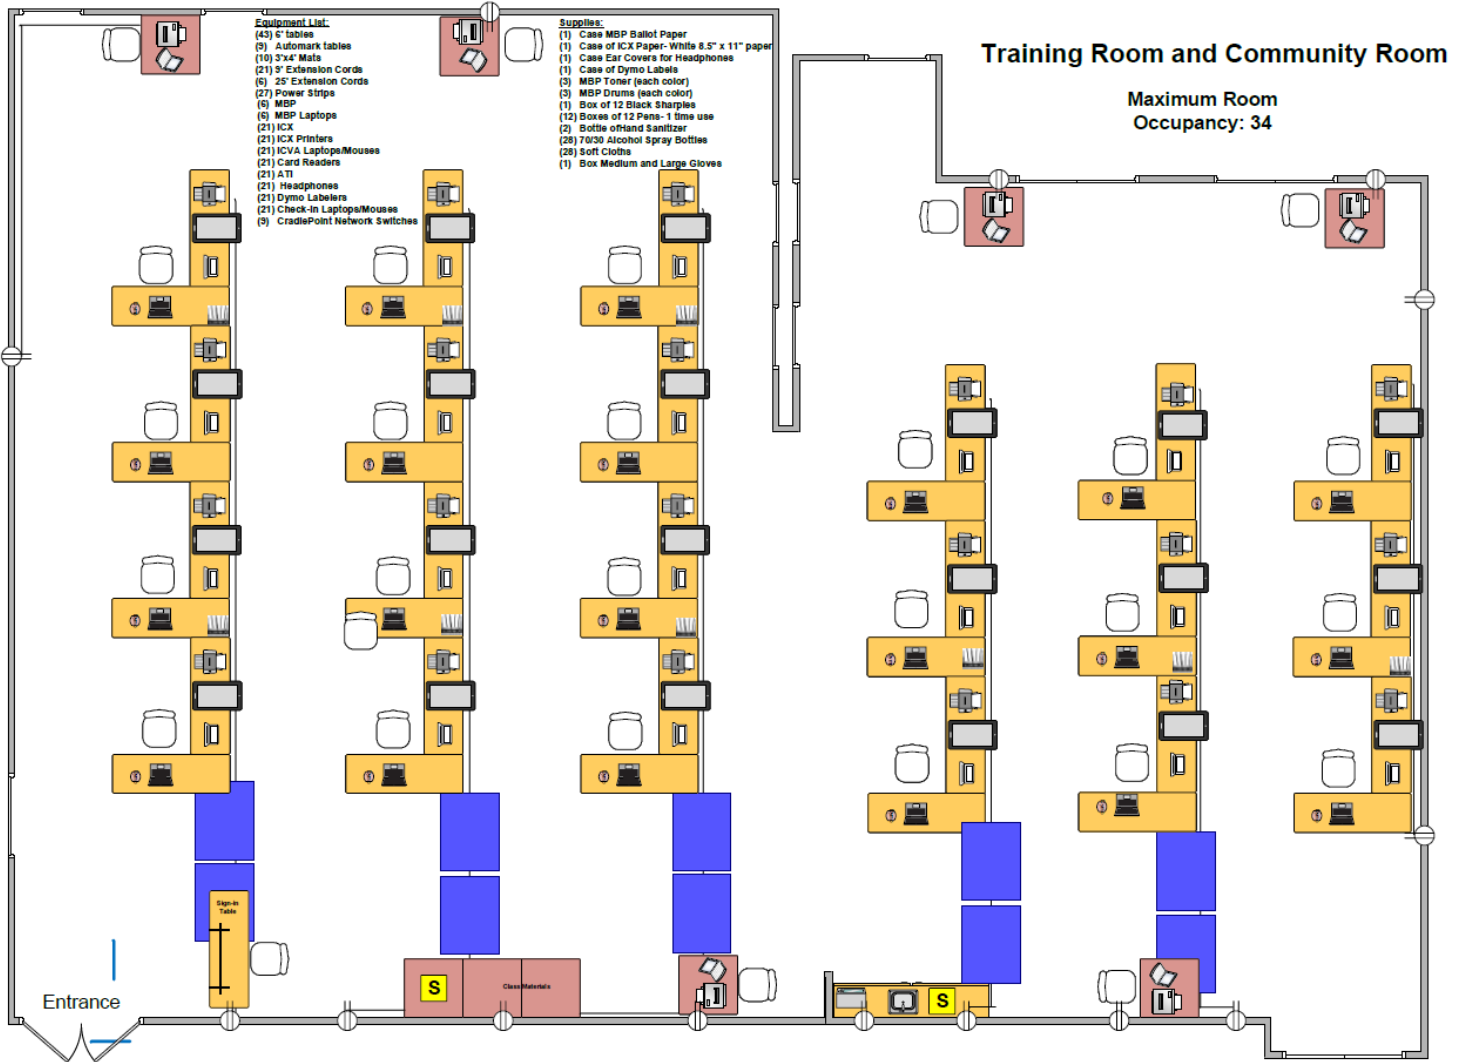 Equipment List:
(43) 6' tables
(9) Automark tables
(10) 3'x4' Mats
(21) 9' Extension Cords
(6) 25' Extension Cords
(27) Power Strips
(6) MBP
(6) MBP Laptops
(21) ICX
(21) ICX Printers
(21) ICVA Laptops/Mouses
(21) Card Readers
(21) ATI
(21) Headphones
(21) Dymo Labelers
(21) Check-In Laptops/Mouses
(9) CradlePoint Network Switches
Supplies:
(1) Case MBP Ballot Paper
(1) Case of ICX Paper- White 8.5" x 11" paper
(1) Case Ear Covers for Headphones
(1) Case of Dymo Labels
(3) MBP Toner (each color)
(3) MBP Drums (each color)
(1) Box of 12 Black Sharpies
(12) Boxes of 12 Pens- 1 time use
(2) Bottle ofHand Sanitizer
(28) 70/30 Alcohol Spray Bottles
(28) Soft Cloths
(1) Box Medium and Large Gloves
Training Room and Community Room
Maximum Room
Occupancy: 34
Sign-in
Table
Entrance
S
Class Materials
S